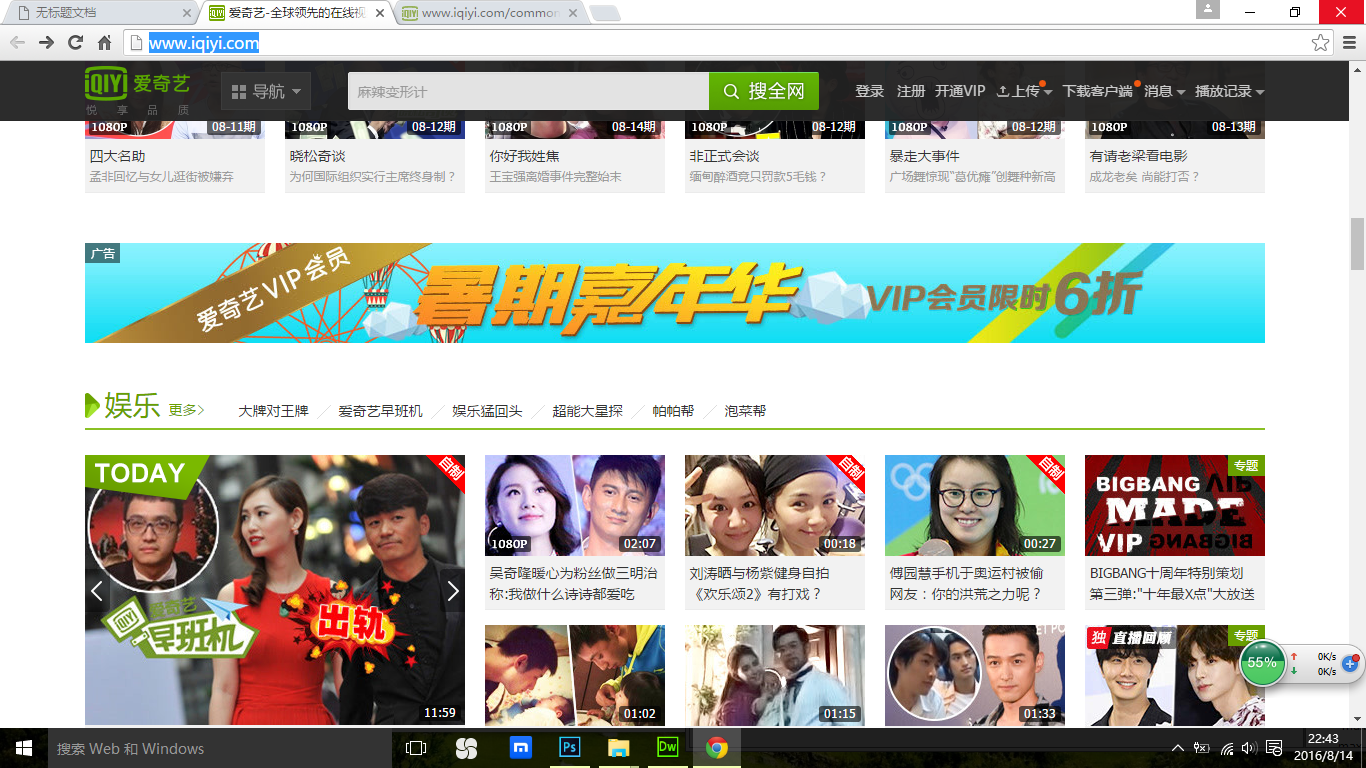 无标题文档
爱奇艺-全球领先的在线视
www.iqiyi.com/common
www.iqiyi.com
iQIYI 爱奇艺
悦享品质
导航
麻辣变形计
搜全网
登录 注册 开通VIP 上传 下载客户端 消息 播放记录
1080P 08-11期
1080P 08-12期
1080P 08-14期
1080P 08-12期
1080P 08-12期
1080P 08-13期
四大名助
孟非回忆与女儿逛街被嫌弃
晓松奇谈
为何国际组织实行主席终身制？
你好我姓焦
王宝强离婚事件完整始末
非正式会谈
缅甸醉酒竟只罚款5毛钱？
暴走大事件
广场舞惊现“葛优瘫”创舞种新高
有请老梁看电影
成龙老矣 尚能打否？
广告
爱奇艺VIP会员
暑期嘉年华
VIP会员限时6折
娱乐 更多>
大牌对王牌 爱奇艺早班机 娱乐猛回头 超能大星探 帕帕帮 泡菜帮
TODAY
自制
iQIYI 爱奇艺
早班机
出轨
11:59
1080P 02:07
吴奇隆暖心为粉丝做三明治
称:我做什么诗诗都爱吃
自制
00:18
刘涛晒与杨紫健身自拍
《欢乐颂2》有打戏？
自制
00:27
傅园慧手机于奥运村被偷
网友：你的洪荒之力呢？
专题
BIGBANG
MADE
VIP
BIGBANG十周年特别策划
第三弹:"十年最X点"大放送
01:02
01:15
01:33
独 直播回顾
专题
55%
0K/s
0K/s
搜索 Web 和 Windows
Ps
Dw
22:43
2016/8/14